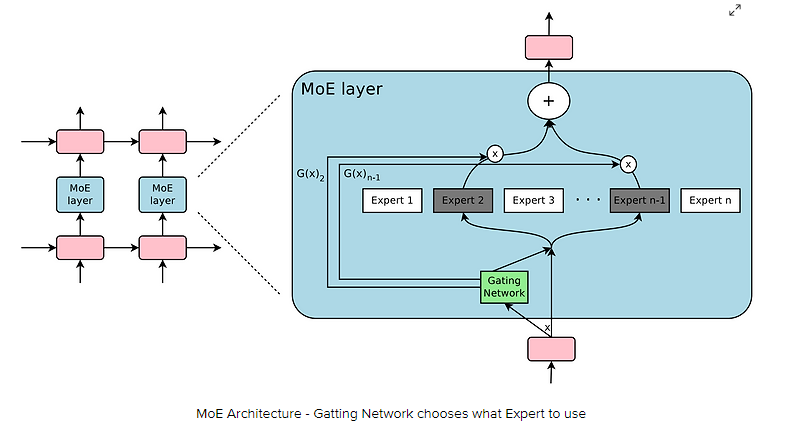 MoE layer
G(x)2
G(x)n-1
x
x
+
Expert 1
Expert 2
Expert 3
. . .
Expert n-1
Expert n
MoE
layer
MoE
layer
Gating
Network
x
MoE Architecture - Gatting Network chooses what Expert to use